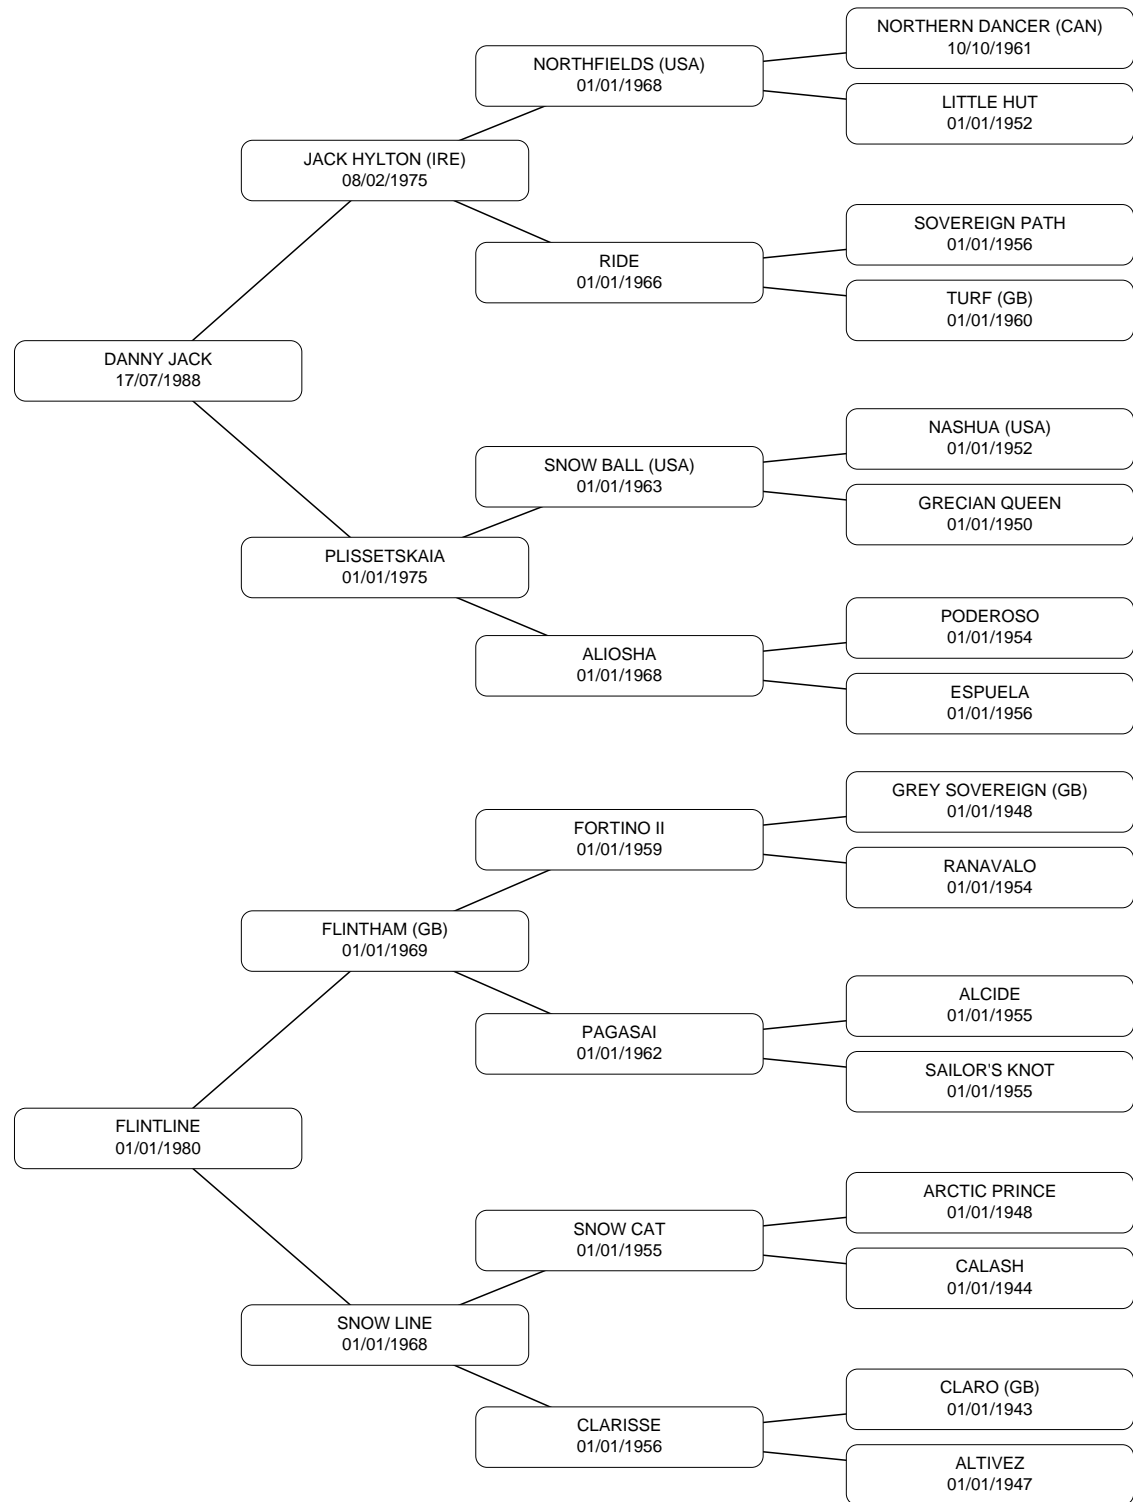 NORTHERN DANCER (CAN)
10/10/1961
NORTHFIELDS (USA)
01/01/1968
LITTLE HUT
01/01/1952
JACK HYLTON (IRE)
08/02/1975
SOVEREIGN PATH
01/01/1956
RIDE
01/01/1966
TURF (GB)
01/01/1960
DANNY JACK
17/07/1988
NASHUA (USA)
01/01/1952
SNOW BALL (USA)
01/01/1963
GRECIAN QUEEN
01/01/1950
PLISSETSKAIA
01/01/1975
PODEROSO
01/01/1954
ALIOSHA
01/01/1968
ESPUELA
01/01/1956
GREY SOVEREIGN (GB)
01/01/1948
FORTINO II
01/01/1959
RANAVALO
01/01/1954
FLINTHAM (GB)
01/01/1969
ALCIDE
01/01/1955
PAGASAI
01/01/1962
SAILOR'S KNOT
01/01/1955
FLINTLINE
01/01/1980
ARCTIC PRINCE
01/01/1948
SNOW CAT
01/01/1955
CALASH
01/01/1944
SNOW LINE
01/01/1968
CLARO (GB)
01/01/1943
CLARISSE
01/01/1956
ALTIVEZ
01/01/1947